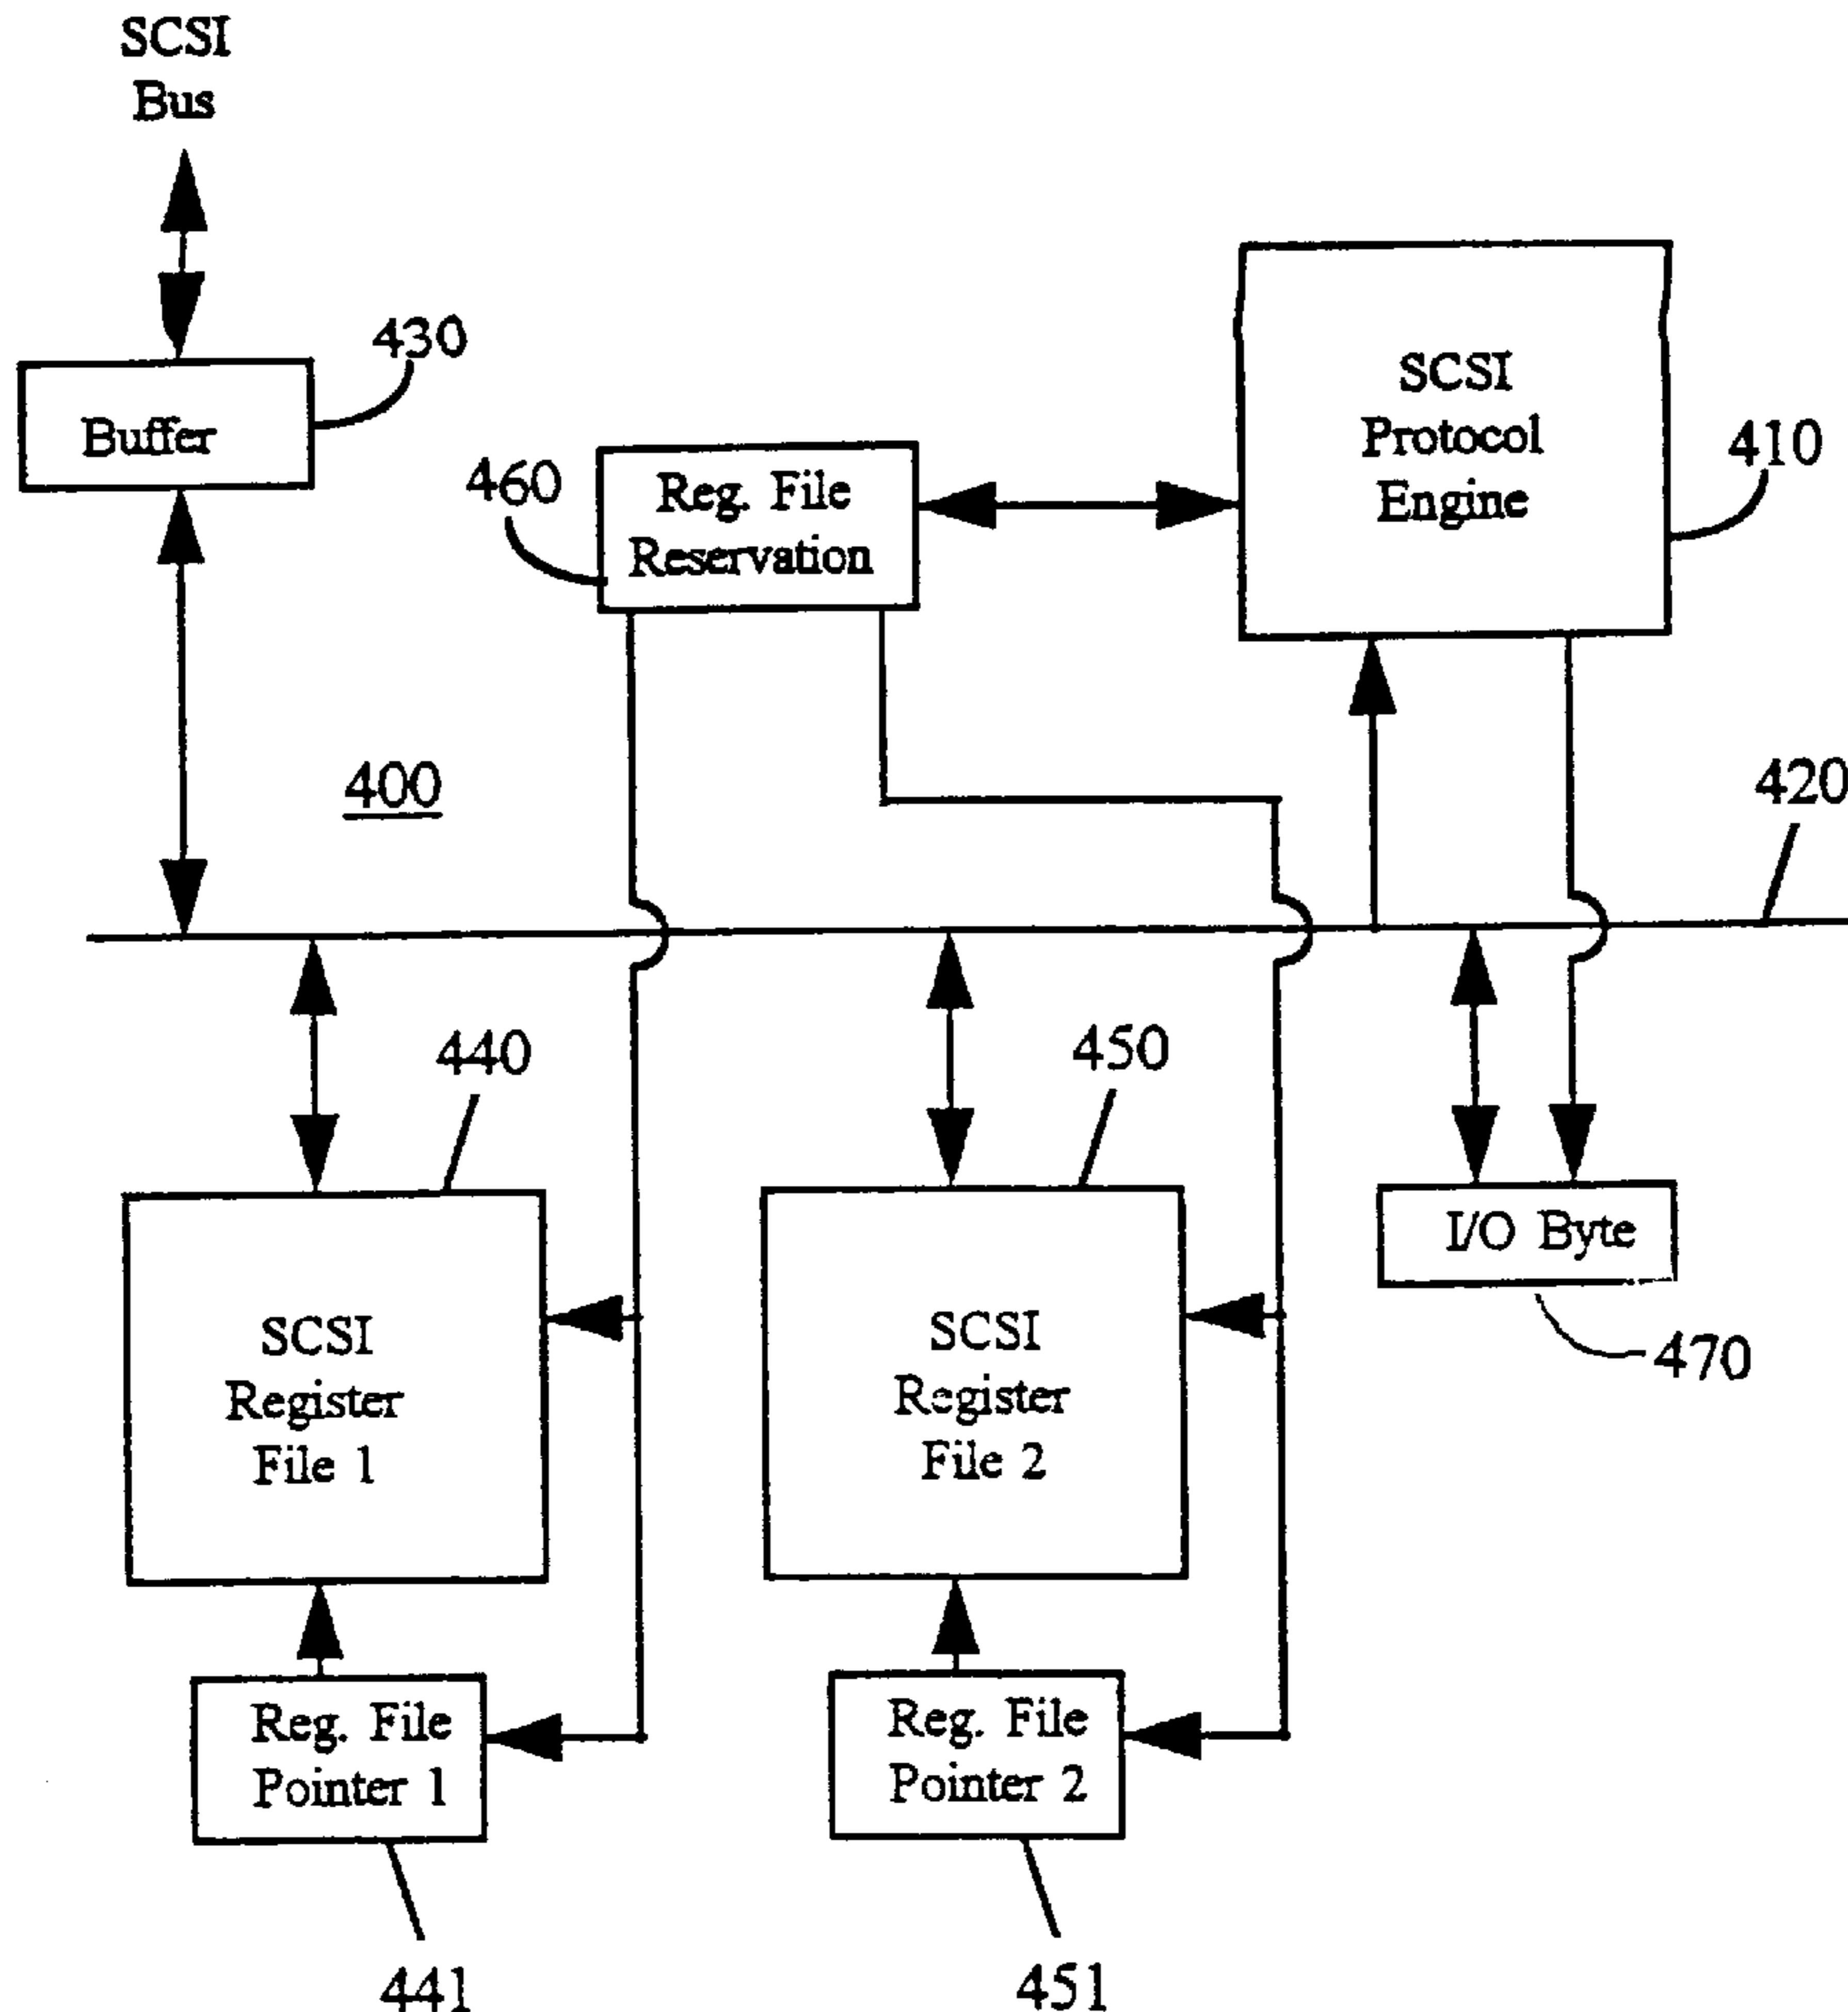 SCSI
Bus
430
Buffer
460
Reg. File
Reservation
SCSI
Protocol
Engine
410
400
420
440
450
SCSI
Register
File 1
SCSI
Register
File 2
I/O Byte
470
Reg. File
Pointer 1
Reg. File
Pointer 2
441
451